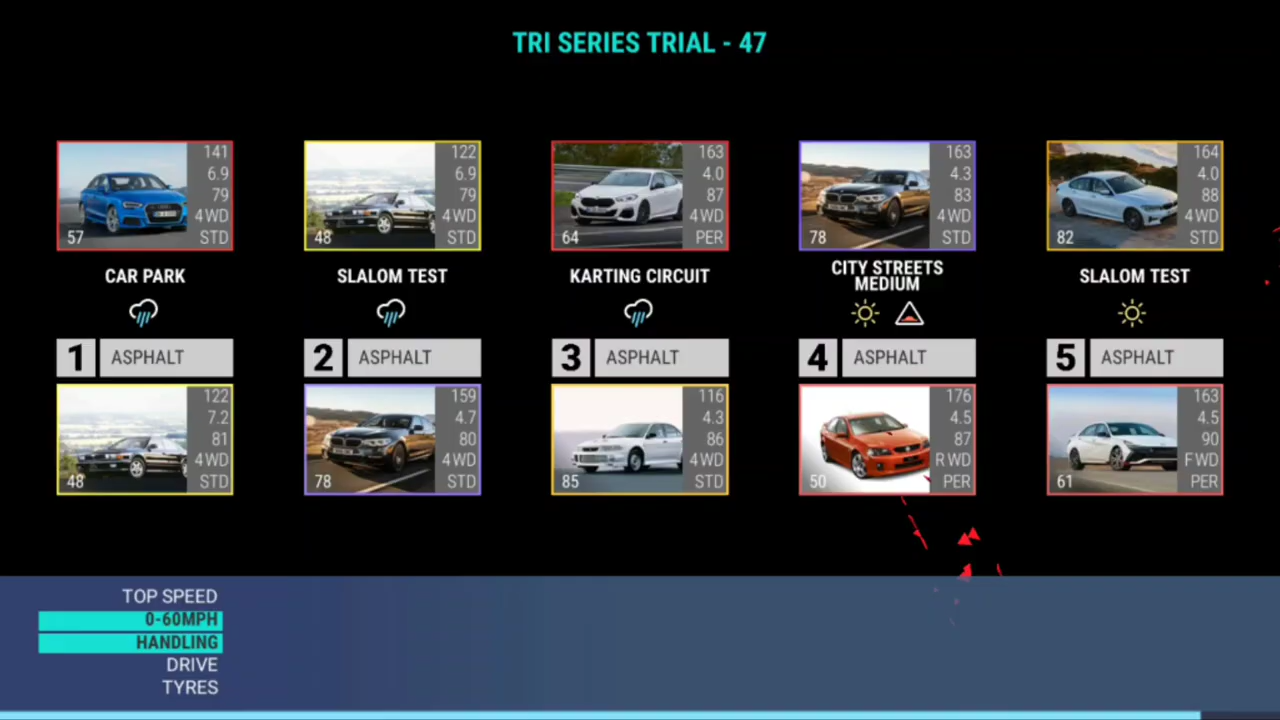 TRI SERIES TRIAL - 47
141
6.9
79
4WD
57 STD
122
6.9
79
4WD
48 STD
163
4.0
87
4WD
64 PER
163
4.3
83
4WD
78 STD
164
4.0
88
4WD
82 STD
CAR PARK
SLALOM TEST
KARTING CIRCUIT
CITY STREETS
MEDIUM
SLALOM TEST
1 ASPHALT
2 ASPHALT
3 ASPHALT
4 ASPHALT
5 ASPHALT
122
7.2
81
4WD
48 STD
159
4.7
80
4WD
78 STD
116
4.3
86
4WD
85 STD
176
4.5
87
RWD
50 PER
163
4.5
90
FWD
61 PER
TOP SPEED
0-60MPH
HANDLING
DRIVE
TYRES